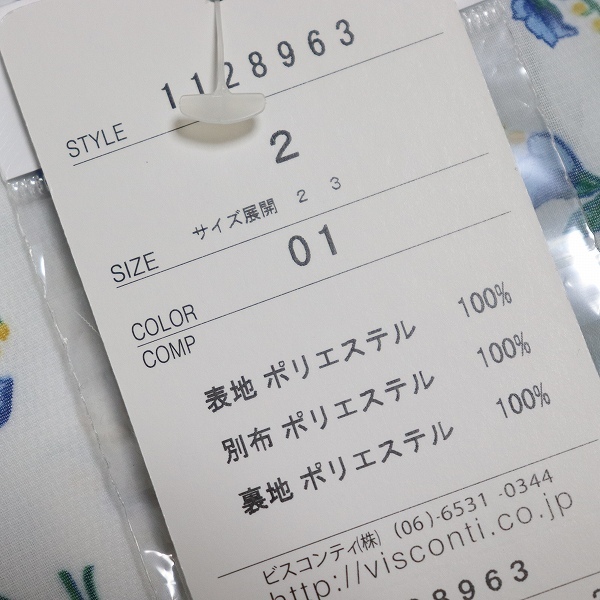 1128963
STYLE
2
サイズ展開 2 3
SIZE
01
COLOR
COMP
表地 ポリエステル 100%
別布 ポリエステル 100%
裏地 ポリエステル 100%
ビスコンティ(株) (06)-6531-0344
http://visconti.co.jp
8963